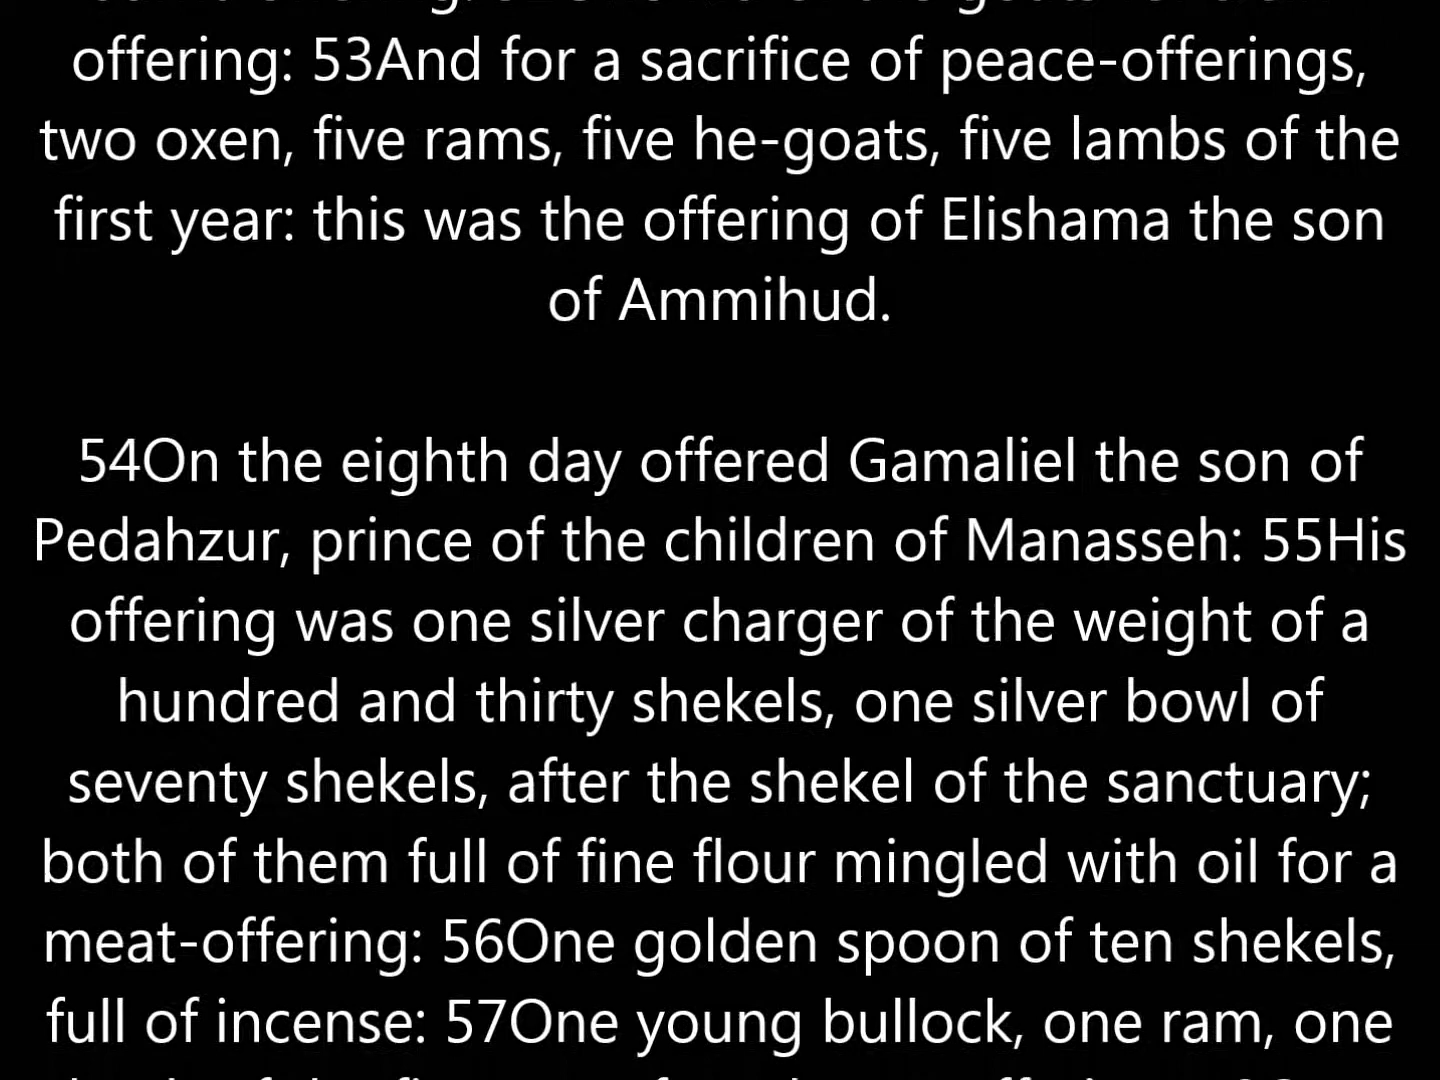 offering: 53And for a sacrifice of peace-offerings,
two oxen, five rams, five he-goats, five lambs of the
first year: this was the offering of Elishama the son
of Ammihud.
54On the eighth day offered Gamaliel the son of
Pedahzur, prince of the children of Manasseh: 55His
offering was one silver charger of the weight of a
hundred and thirty shekels, one silver bowl of
seventy shekels, after the shekel of the sanctuary;
both of them full of fine flour mingled with oil for a
meat-offering: 56One golden spoon of ten shekels,
full of incense: 57One young bullock, one ram, one